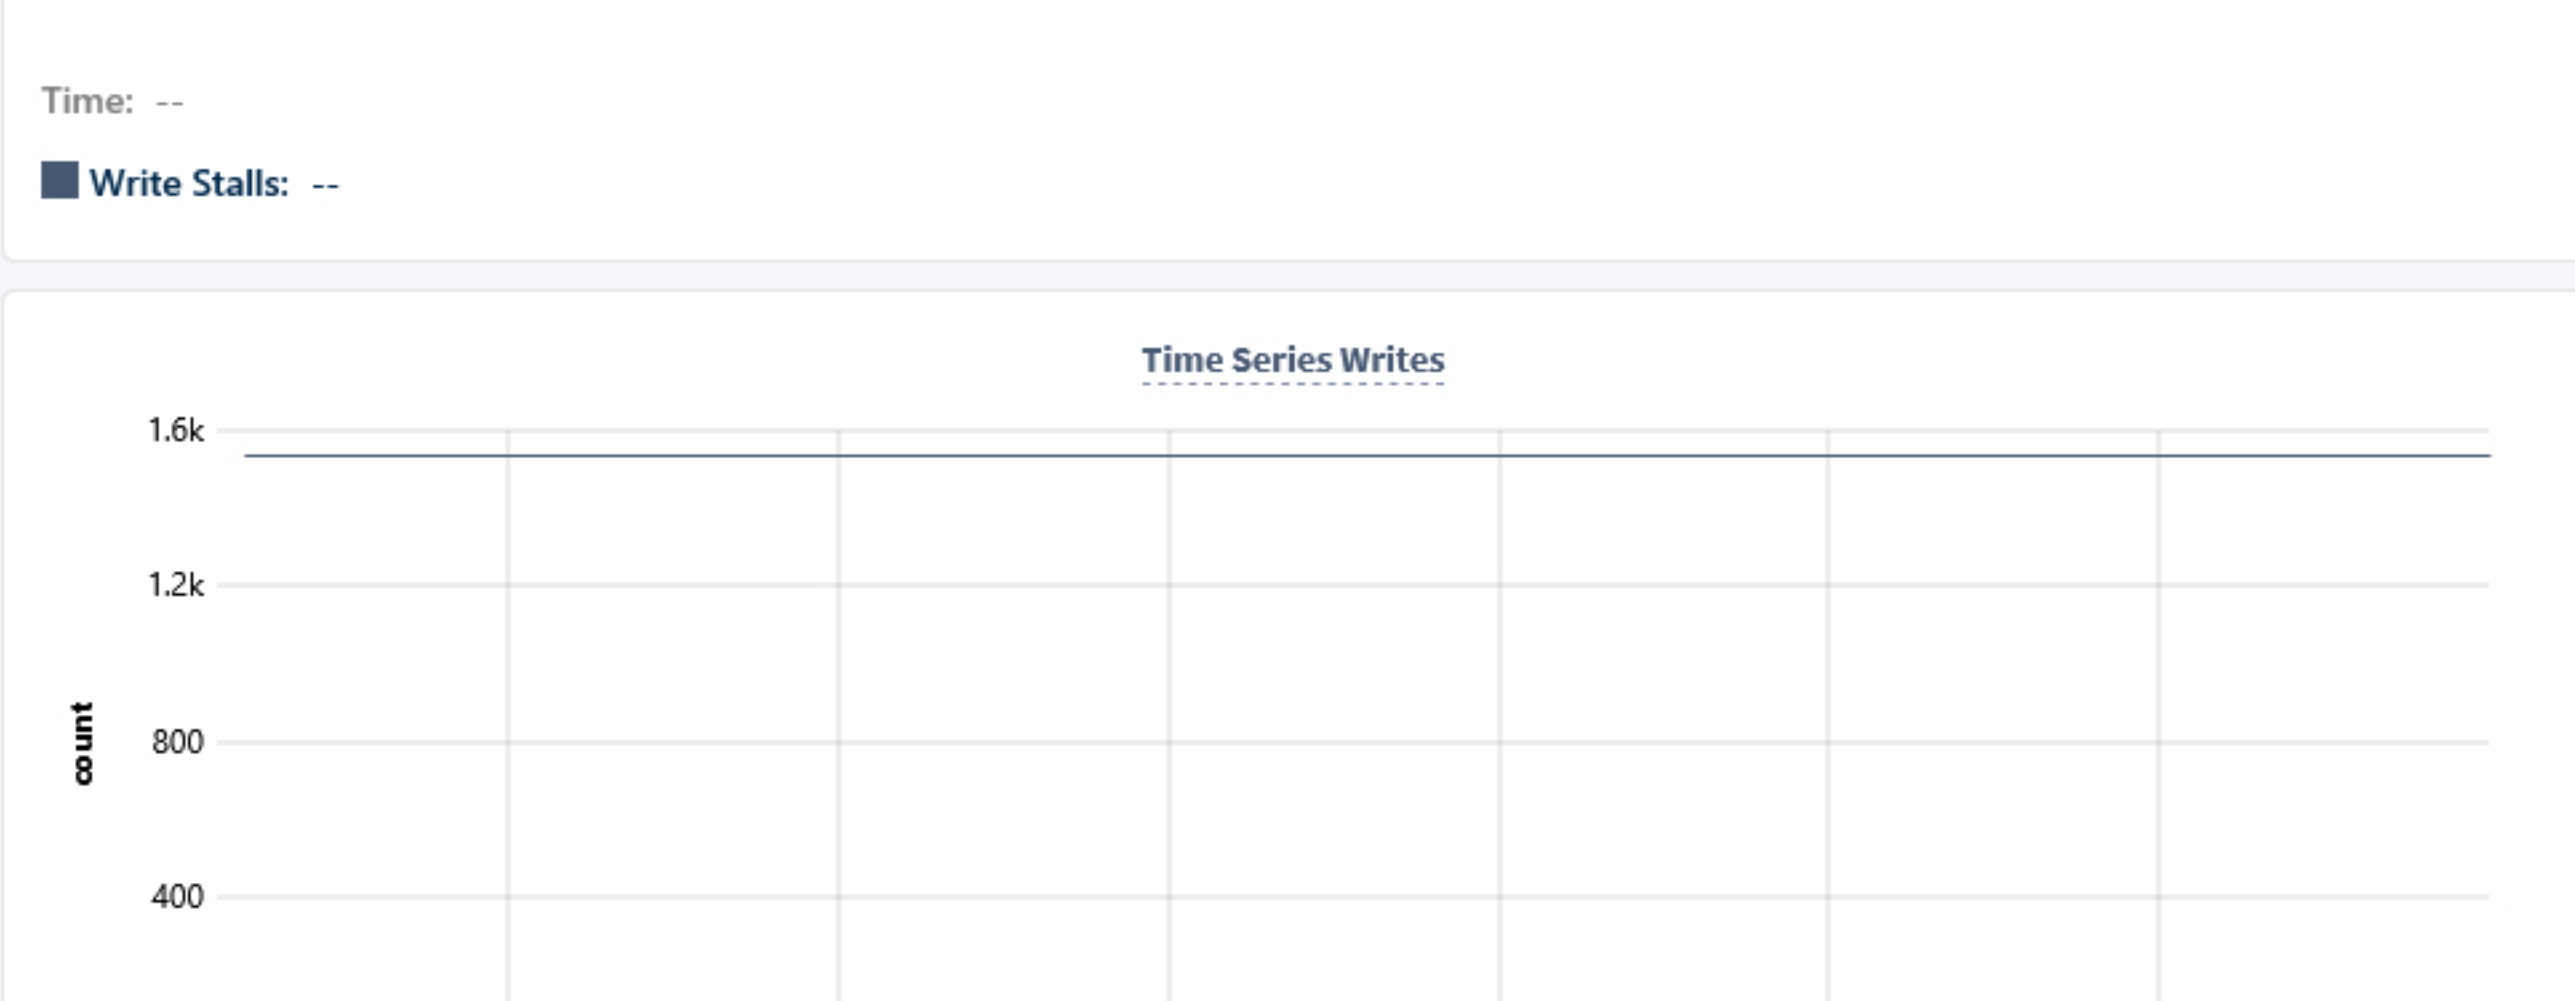 Time: --
Write Stalls: --
Time Series Writes
1.6k
1.2k
count
800
400